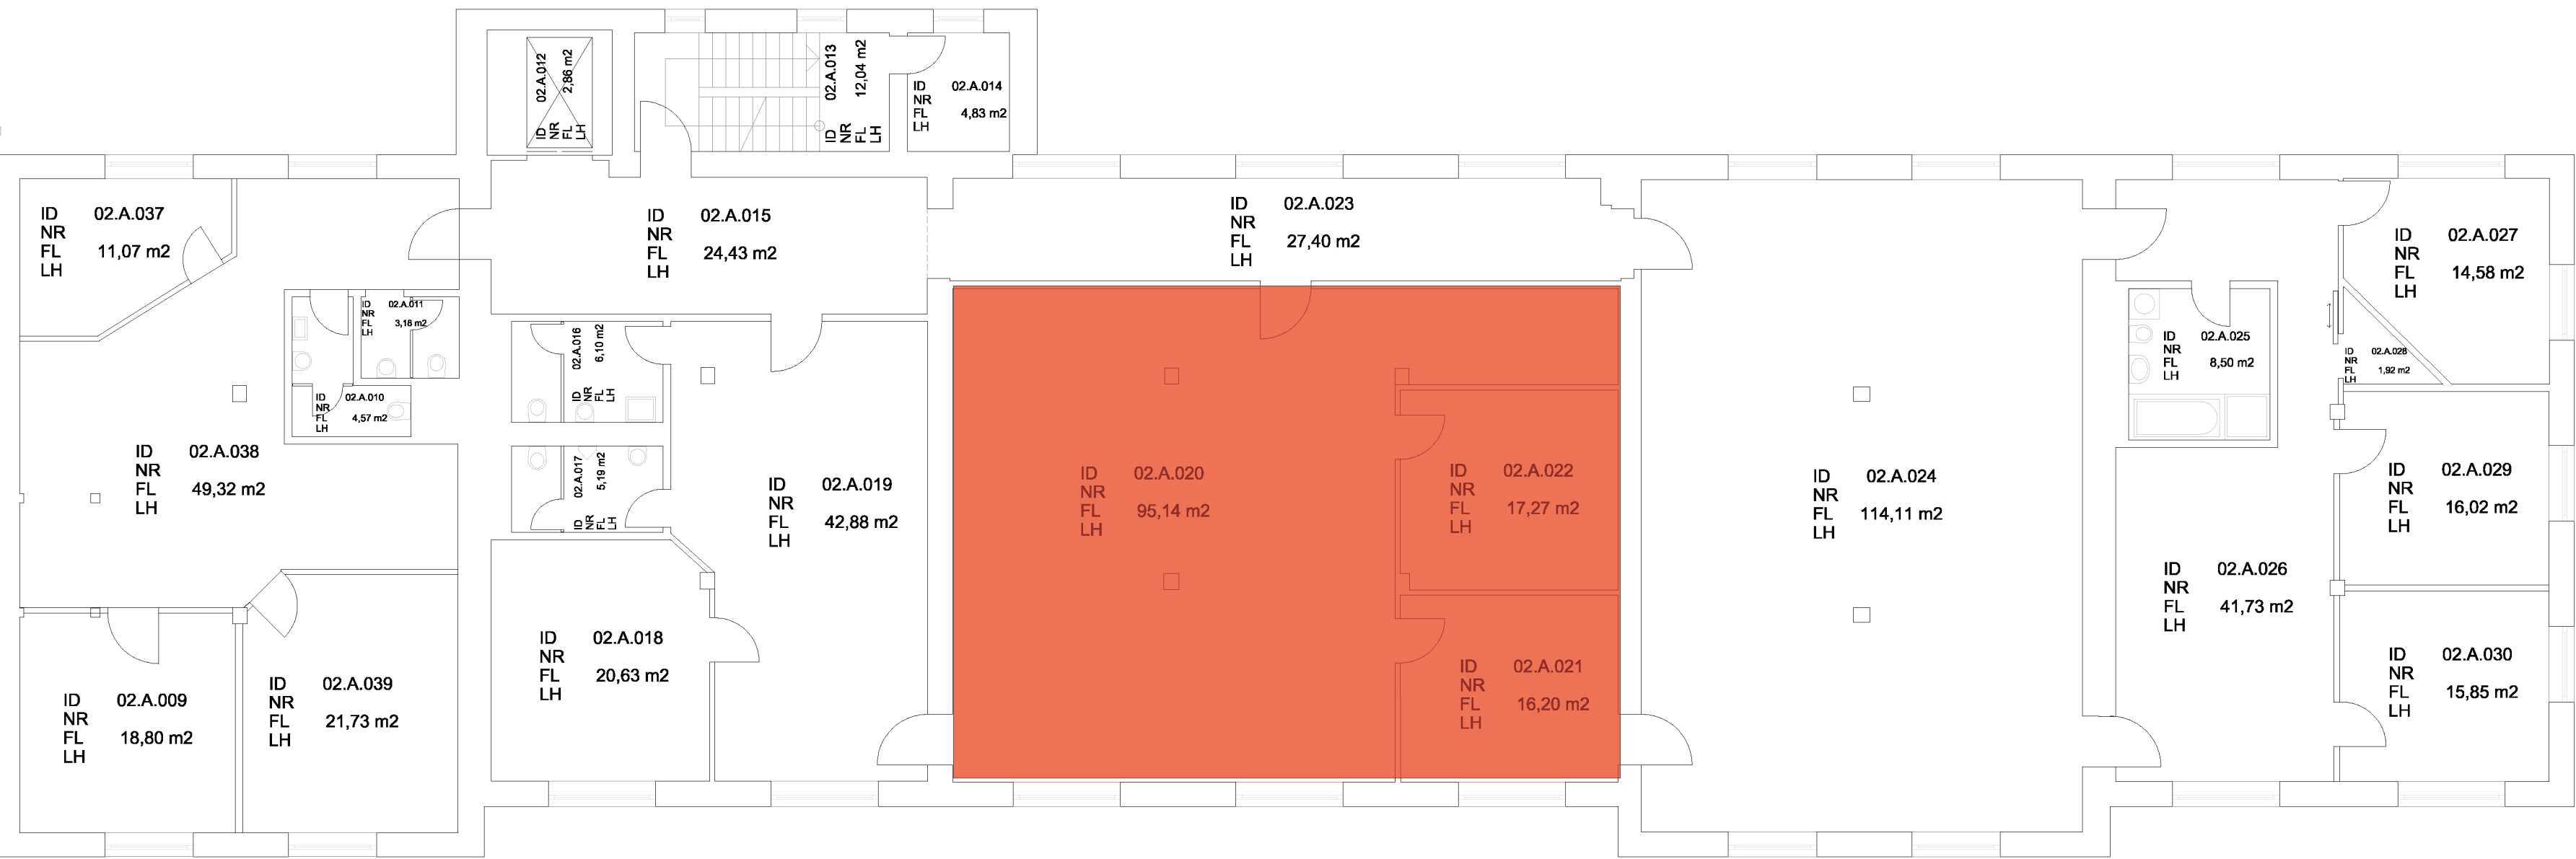 ID 02.A.012
NR
FL 2,86 m2
LH
ID 02.A.013
NR
FL 12,04 m2
LH
ID 02.A.014
NR
FL 4,83 m2
LH
ID 02.A.037
NR
FL 11,07 m2
LH
ID 02.A.015
NR
FL 24,43 m2
LH
ID 02.A.023
NR
FL 27,40 m2
LH
ID 02.A.027
NR
FL 14,58 m2
LH
ID 02.A.011
NR
FL 3,18 m2
LH
ID 02.A.016
NR
FL 6,10 m2
LH
ID 02.A.025
NR
FL 8,50 m2
LH
ID 02.A.028
NR
FL 1,92 m2
LH
ID 02.A.010
NR
FL 4,57 m2
LH
ID 02.A.038
NR
FL 49,32 m2
LH
ID 02.A.017
NR
FL 5,19 m2
LH
ID 02.A.019
NR
FL 42,88 m2
LH
ID 02.A.020
NR
FL 95,14 m2
LH
ID 02.A.022
NR
FL 17,27 m2
LH
ID 02.A.024
NR
FL 114,11 m2
LH
ID 02.A.029
NR
FL 16,02 m2
LH
ID 02.A.026
NR
FL 41,73 m2
LH
ID 02.A.018
NR
FL 20,63 m2
LH
ID 02.A.021
NR
FL 16,20 m2
LH
ID 02.A.030
NR
FL 15,85 m2
LH
ID 02.A.009
NR
FL 18,80 m2
LH
ID 02.A.039
NR
FL 21,73 m2
LH